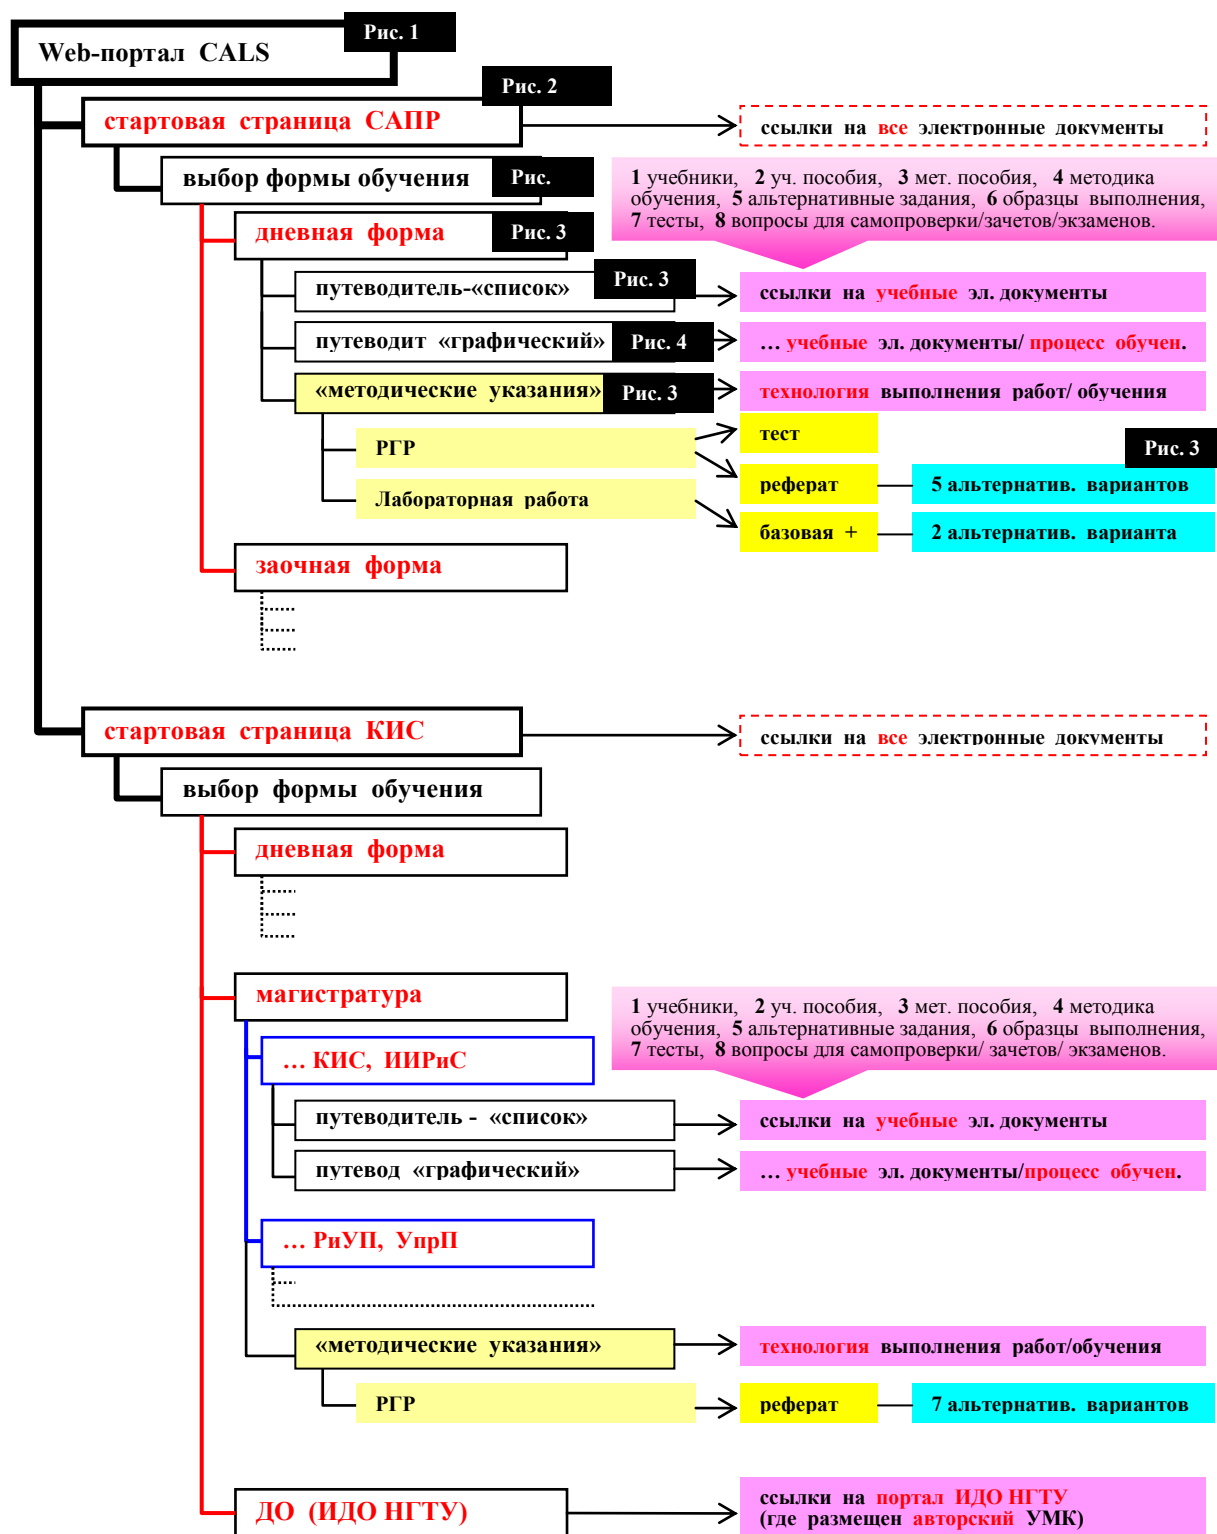 Web-портал CALS
Рис. 1
стартовая страница САПР
Рис. 2
ссылки на все электронные документы
выбор формы обучения
Рис.
1 учебники, 2 уч. пособия, 3 мет. пособия, 4 методика
обучения, 5 альтернативные задания, 6 образцы выполнения,
7 тесты, 8 вопросы для самопроверки/зачетов/экзаменов.
дневная форма
Рис. 3
путеводитель-«список»
Рис. 3
ссылки на учебные эл. документы
путеводит «графический»
Рис. 4
… учебные эл. документы/ процесс обучен.
«методические указания»
Рис. 3
технология выполнения работ/ обучения
РГР
тест
Рис. 3
реферат
5 альтернатив. вариантов
Лабораторная работа
базовая +
2 альтернатив. варианта
заочная форма
стартовая страница КИС
ссылки на все электронные документы
выбор формы обучения
дневная форма
магистратура
1 учебники, 2 уч. пособия, 3 мет. пособия, 4 методика
обучения, 5 альтернативные задания, 6 образцы выполнения,
7 тесты, 8 вопросы для самопроверки/ зачетов/ экзаменов.
… КИС, ИИРиС
путеводитель - «список»
ссылки на учебные эл. документы
путевод «графический»
… учебные эл. документы/процесс обучен.
… РиУП, УпрП
«методические указания»
технология выполнения работ/обучения
РГР
реферат
7 альтернатив. вариантов
ДО (ИДО НГТУ)
ссылки на портал ИДО НГТУ
(где размещен авторский УМК)